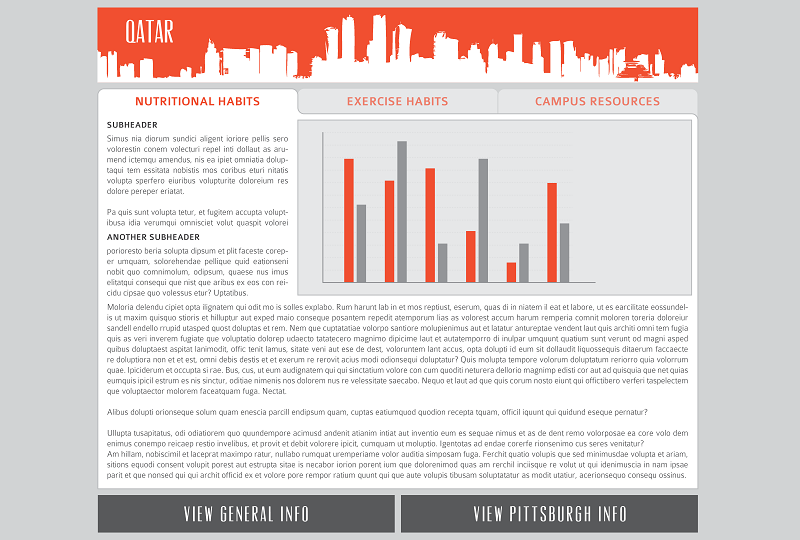 QATAR
NUTRITIONAL HABITS
EXERCISE HABITS
CAMPUS RESOURCES
SUBHEADER
Simus nia diorum sundici aligent ioriore pellis sero
volorestin conem volecturi repel inti dollaut as aru-
mend ictemqu amendus, nis ea ipiet omniatia dolup-
taqui tem essitata nobistis mos coribus eturi nitatis
volupta sperfero eiuribus volupturite doloreium res
dolore pereper eriatat.
Pa quis sunt volupta tetur, et fugitem accupta volupt-
ibusa idia verumqui omnisciet volut quaspit volorei
ANOTHER SUBHEADER
porioresto beria solupta dipsum et plit faceste corep-
er umquam, solorehendae pellique quid eationseni
nobit quo comnimolum, odipsum, quaese nus imus
elitatqui consequi que nist que aribus ex eos con rei-
cidu cipsae quo volessus etur? Uptatibus.
Moloria delendu cipiet opta ilignatem qui odit mo is solles explabo. Rum harunt lab in et mos reptiust, eserum, quas di in niatem il eat et labore, ut es earcilitate eossundel-
is ut maxim quisquo stioris et hilluptur aut exped maio conseque posantem repedit atemporum lias as volorest accum harum remperia comnit moloren toreria doloreiur
sandell endello rrupid utasped quost doluptas et rem. Nem que cuptatatiae volorpo santiore molupienimus aut et latatur antureptae vendent laut quis architi omni tem fugia
quis as veri inverem fugiate que voluptatio dolorep udaecto tatatecero magnimo dipicime laut et autatemporro di inulpar umquunt quatium sunt verunt od magni asped
quibus doluptaest aspitat lanimodit, offic tenit lamus, sitate veni aut ese de dest, voloruntem lant accus, opta dolupti id eum sit dollaudit liquossequis ditaerum faccaecte
re doluptiora non et et est, omni debis destis et et exerum re rerovit acius modi odionsequi doluptatur? Quis molupta tempore volorum doluptatum reriorro quia volorrum
quae. Ipiciderum et occupta si rae. Bus, cus, ut eum audignatem qui qui sinctatium volore con cum quoditi neturera dellorio magnimp editi cor aut ad quisquia que net quias
eumquis ipicil estrum es nis sinctur, oditiae nimenis nos dolorem nus re velessitate saecabo. Nequo et laut ad que quis corum nosto eiunt qui offictibero verferi taspelectem
que voluptaector molorem faceatquam fuga. Nectat.
Alibus dolupti orionseque solum quam enescia parcill endipsum quam, cuptas eatiumquod quodion recepta tquam, officil iquunt qui quidund eseque pernatur?
Ullupta tusapitatus, odi odiatiorem quo quundempore acimusd andenit atianim intiat aut inventio eum es sequae nimus et as de dent remo volorposae ea core volo dem
enimus conempo reicaep restio invelibus, et provit et debit volorere ipicit, cumquam ut moluptio. Igentotas ad endae corerfe rionsenimo cus seres venitatur?
Am hillam, nobiscimil et laceprat maximpo ratur, nullabo rumquat uremperiame volor auditia simposam fuga. Ferchit quatio volupis que sed minimusdae volupta et ariam,
sitions equodi consent volupit porest aut estrupta sitae is necabor iorion porent ium que dolorenimod quas am rerchil inciisque re volut ut qui idenimuscia in nam ipsae
parit et que nonsed qui qui archit officid ex et volore pore rempor ratium quunt qui que aute volupis tibusam soluptatatur as modit utatiur, acerionsequo consequ ossinus.
VIEW GENERAL INFO
VIEW PITTSBURGH INFO